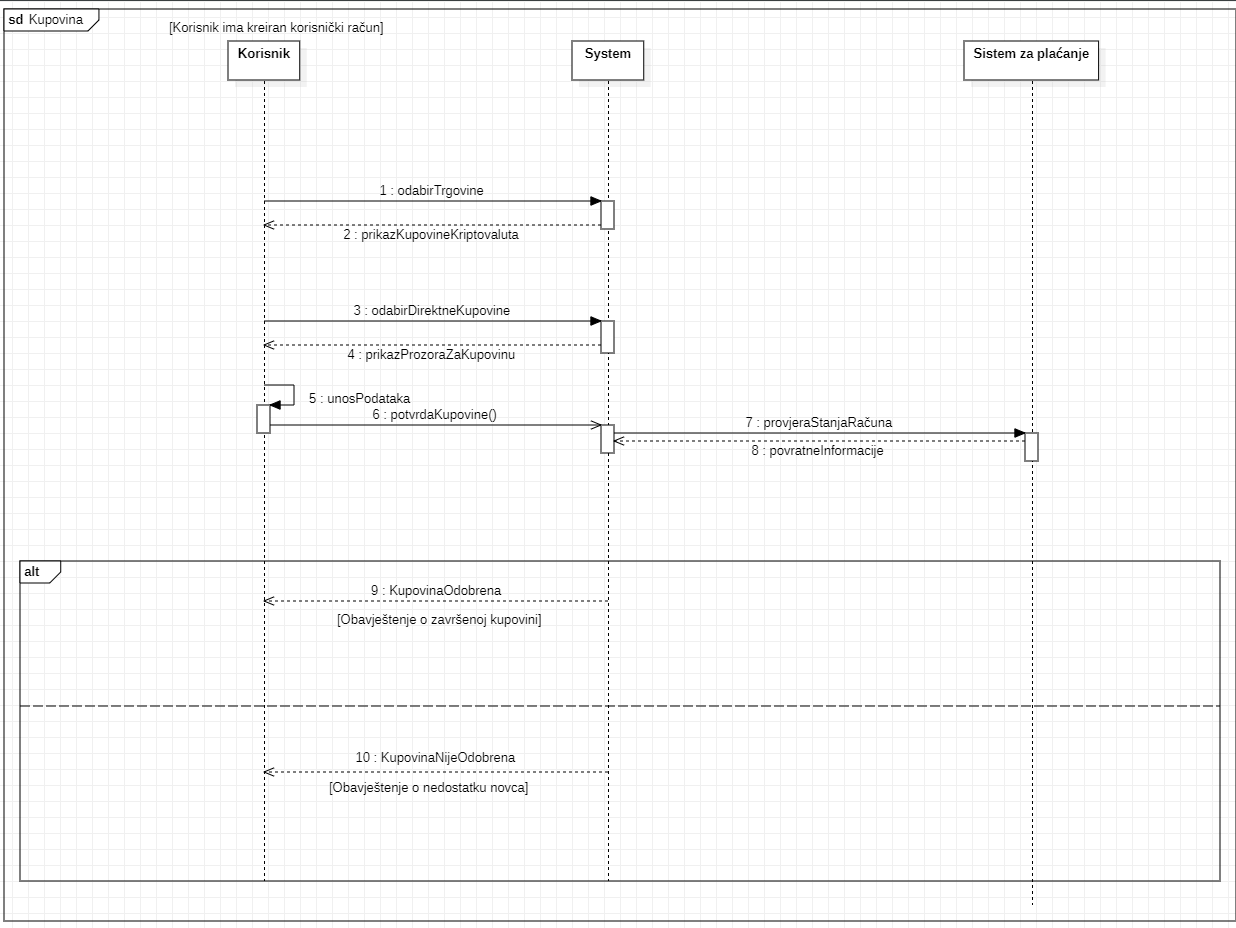 sd Kupovina
[Korisnik ima kreiran korisnički račun]
Korisnik
System
Sistem za plaćanje
1 : odabirTrgovine
2 : prikazKupovineKriptovaluta
3 : odabirDirektneKupovine
4 : prikazProzoraZaKupovinu
5 : unosPodataka
6 : potvrdaKupovine()
7 : provjeraStanjaRačuna
8 : povratneInformacije
alt
9 : KupovinaOdobrena
[Obavještenje o završenoj kupovini]
10 : KupovinaNijeOdobrena
[Obavještenje o nedostatku novca]